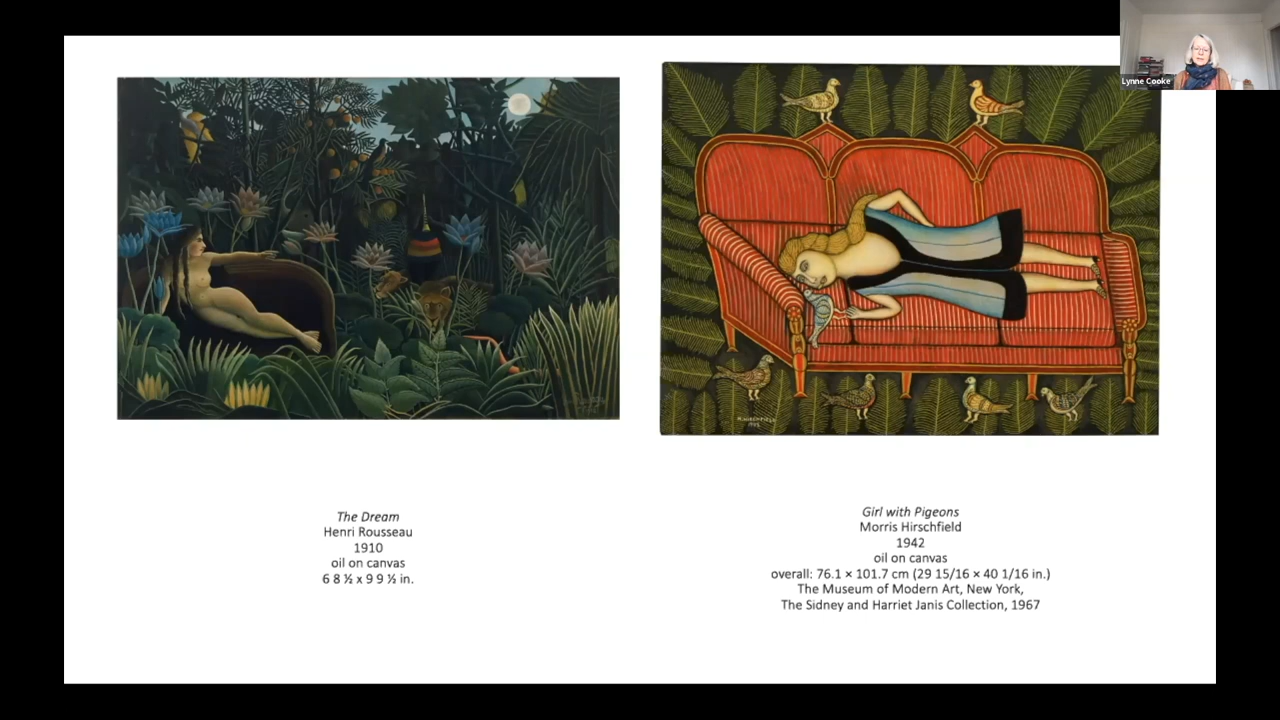 Lynne Cooke
The Dream
Henri Rousseau
1910
oil on canvas
6 8 ½ x 9 9 ½ in.
Girl with Pigeons
Morris Hirschfield
1942
oil on canvas
overall: 76.1 × 101.7 cm (29 15/16 × 40 1/16 in.)
The Museum of Modern Art, New York,
The Sidney and Harriet Janis Collection, 1967